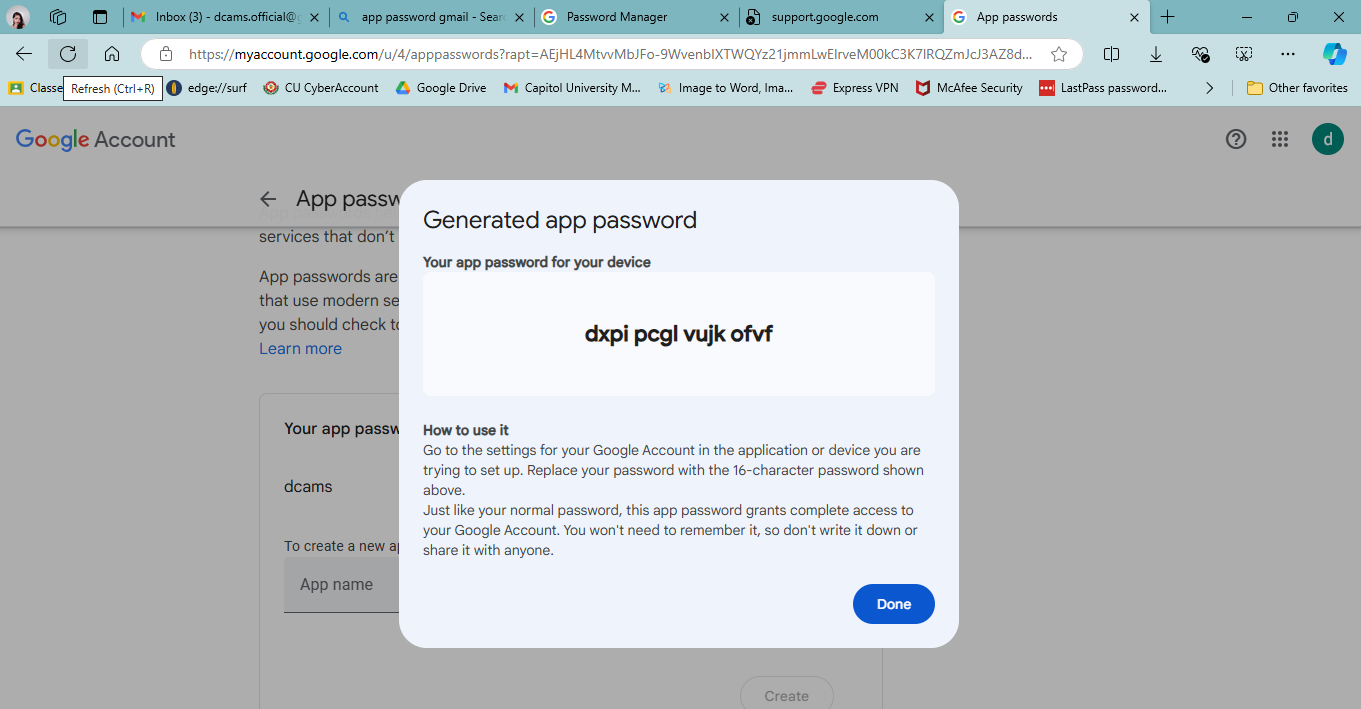 Inbox (3) - dcams.official@
app password gmail - Sear
Password Manager
support.google.com
App passwords
https://myaccount.google.com/u/4/apppasswords?rapt=
Classe
Refresh (Ctrl+R)
edge://surf
CU CyberAccount
Google Drive
Capitol University M...
Image to Word, Ima...
Express VPN
McAfee Security
LastPass password...
Other favorites
Google Account
d
App passw
services that don't
App passwords are
that use modern se
you should check to
Learn more
Your app passw
dcams
To create a new ap
App name
Create
Generated app password
Your app password for your device
dxpi pcgl vujk ofvf
How to use it
Go to the settings for your Google Account in the application or device you are
trying to set up. Replace your password with the 16-character password shown
above.
Just like your normal password, this app password grants complete access to
your Google Account. You won't need to remember it, so don't write it down or
share it with anyone.
Done